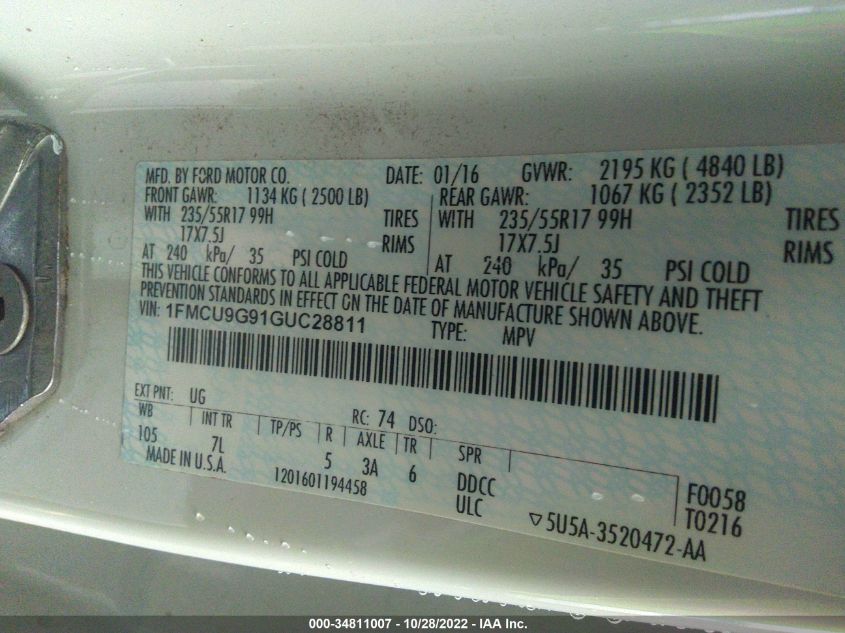 MFD. BY FORD MOTOR CO. DATE: 01/16 GVWR: 2195 KG ( 4840 LB)
FRONT GAWR: 1134 KG ( 2500 LB) REAR GAWR: 1067 KG ( 2352 LB)
WITH 235/55R17 99H TIRES WITH 235/55R17 99H TIRES
17X7.5J RIMS 17X7.5J RIMS
AT 240 kPa/ 35 PSI COLD AT 240 kPa/ 35 PSI COLD
THIS VEHICLE CONFORMS TO ALL APPLICABLE FEDERAL MOTOR VEHICLE SAFETY AND THEFT
PREVENTION STANDARDS IN EFFECT ON THE DATE OF MANUFACTURE SHOWN ABOVE.
VIN: 1FMCU9G91GUC28811 TYPE: MPV
EXT PNT: UG RC: 74 DSO:
WB INT TR TP/PS R AXLE TR SPR
105 7L 5 3A 6 DDCC F0058
MADE IN U.S.A. 1201601194458 ULC T0216
▽5U5A-3520472-AA
000-34811007 - 10/28/2022 - IAA Inc.